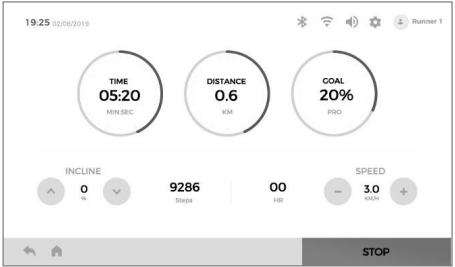 19:25 02/08/2019
Runner 1
TIME
05:20
MIN:SEC
DISTANCE
0.6
KM
GOAL
20%
PRO
INCLINE
0
%
9286
Steps
00
HR
SPEED
3.0
KM/H
STOP